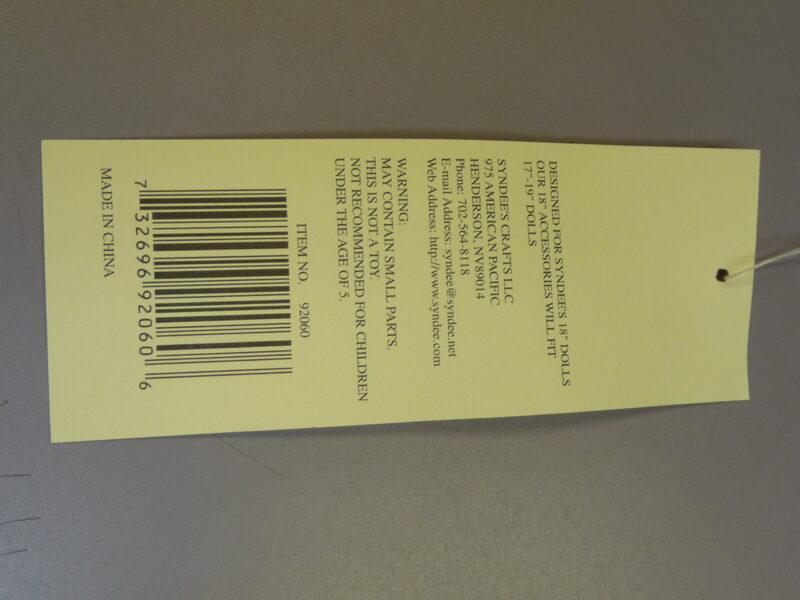 DESIGNED FOR SYNDEE'S 18" DOLLS
OUR 18" ACCESSORIES WILL FIT
17"-19" DOLLS
SYNDEE'S CRAFTS LLC
975 AMERICAN PACIFIC
HENDERSON, NV89014
Phone: 702-564-8118
E-mail Address: syndee@syndee.net
Web Address: http://www.syndee.com
WARNING:
MAY CONTAIN SMALL PARTS.
THIS IS NOT A TOY.
NOT RECOMMENDED FOR CHILDREN
UNDER THE AGE OF 5.
ITEM NO. 92060
7 32696 92060 6
MADE IN CHINA